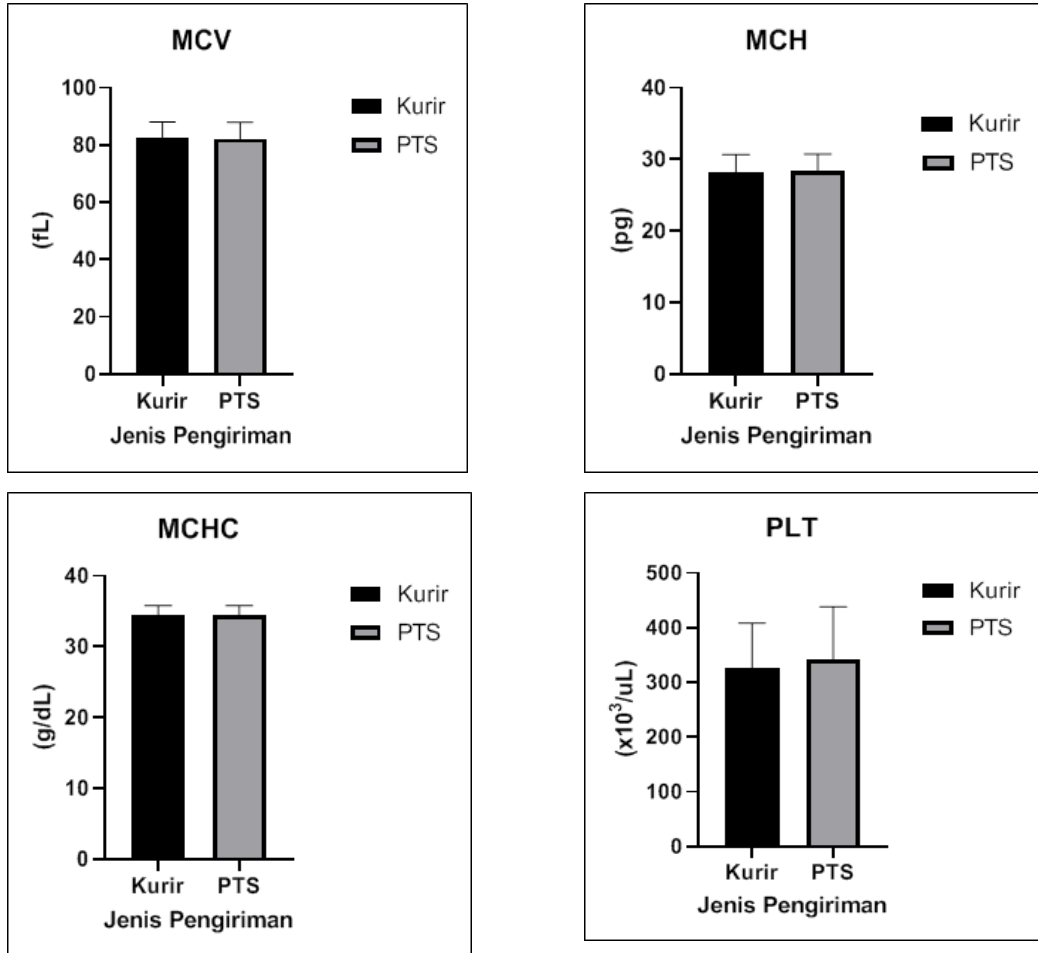 MCV
100
80
60
40
20
0
(fL)
Kurir
PTS
Jenis Pengiriman
Kurir
PTS
MCH
40
30
20
10
0
(pg)
Kurir
PTS
Jenis Pengiriman
Kurir
PTS
MCHC
40
30
20
10
0
(g/dL)
Kurir
PTS
Jenis Pengiriman
Kurir
PTS
PLT
500
400
300
200
100
0
(x10³/uL)
Kurir
PTS
Jenis Pengiriman
Kurir
PTS